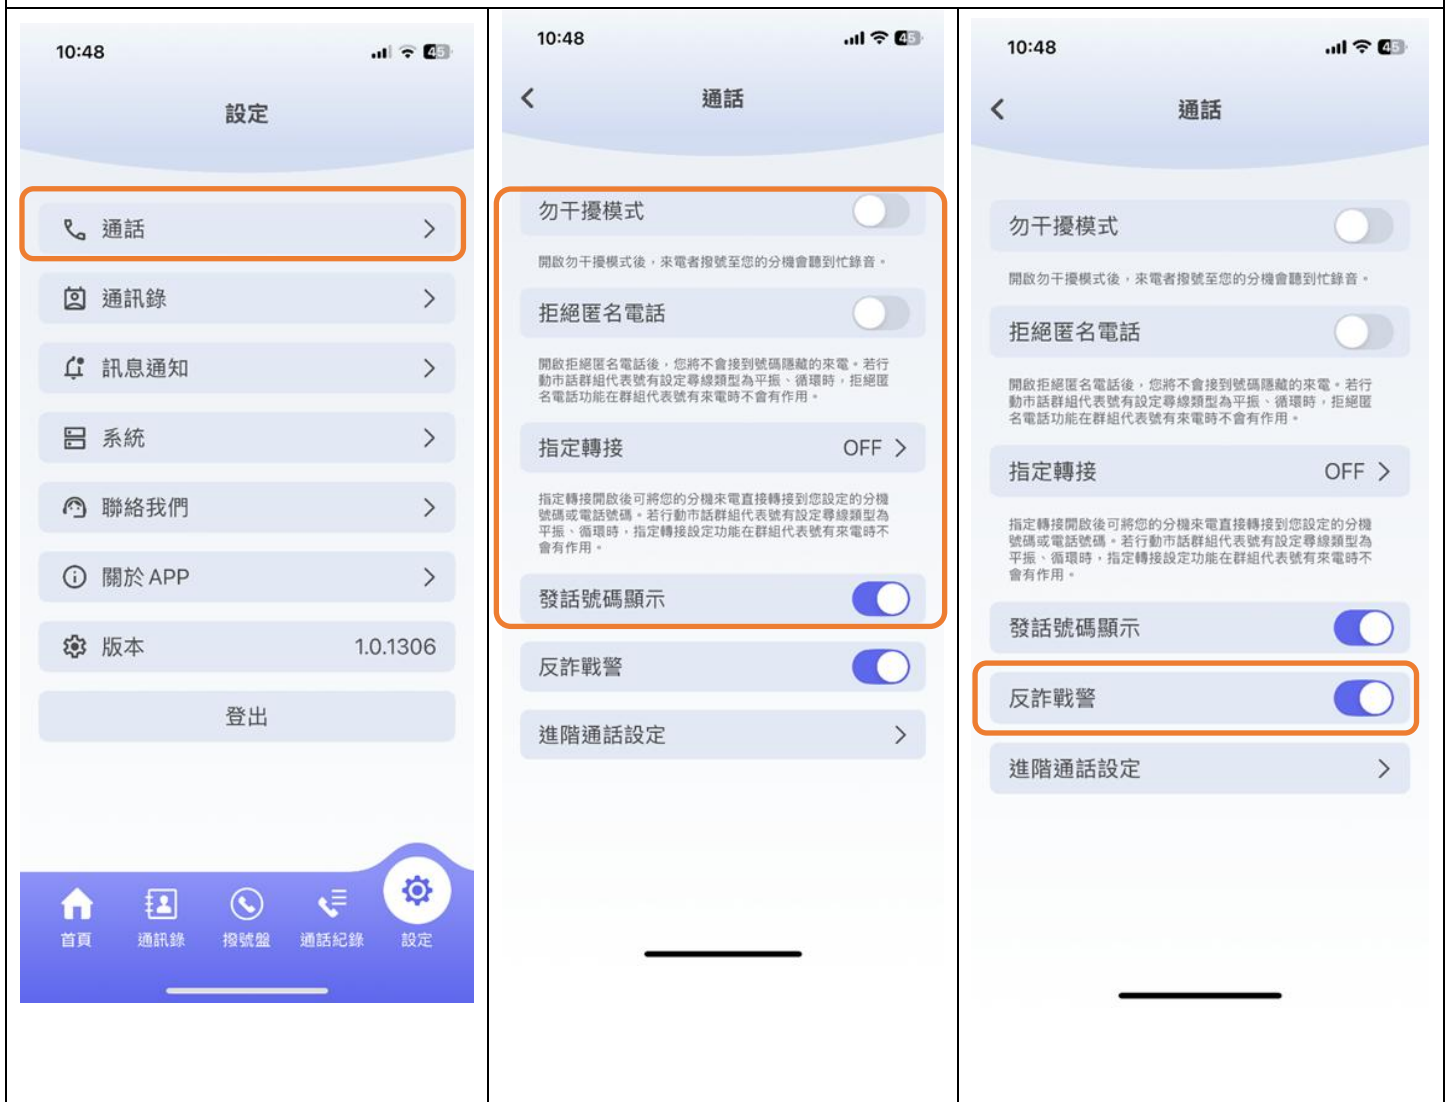 10:48
45
設定
通話
通訊錄
訊息通知
系統
聯絡我們
關於 APP
版本 1.0.1306
登出
首頁 通訊錄 撥號盤 通話紀錄 設定
10:48
45
通話
勿干擾模式
開啟勿干擾模式後，來電者撥號至您的分機會聽到忙錄音。
拒絕匿名電話
開啟拒絕匿名電話後，您將不會接到號碼隱藏的來電。若行
動市話群組代表號有設定尋線類型為平振、循環時，拒絕匿
名電話功能在群組代表號有來電時不會有作用。
指定轉接 OFF
指定轉接開啟後可將您的分機來電直接轉接到您設定的分機
號碼或電話號碼。若行動市話群組代表號有設定尋線類型為
平振、循環時，指定轉接設定功能在群組代表號有來電時不
會有作用。
發話號碼顯示
反詐戰警
進階通話設定
10:48
45
通話
勿干擾模式
開啟勿干擾模式後，來電者撥號至您的分機會聽到忙錄音。
拒絕匿名電話
開啟拒絕匿名電話後，您將不會接到號碼隱藏的來電。若行
動市話群組代表號有設定尋線類型為平振、循環時，拒絕匿
名電話功能在群組代表號有來電時不會有作用。
指定轉接 OFF
指定轉接開啟後可將您的分機來電直接轉接到您設定的分機
號碼或電話號碼。若行動市話群組代表號有設定尋線類型為
平振、循環時，指定轉接設定功能在群組代表號有來電時不
會有作用。
發話號碼顯示
反詐戰警
進階通話設定